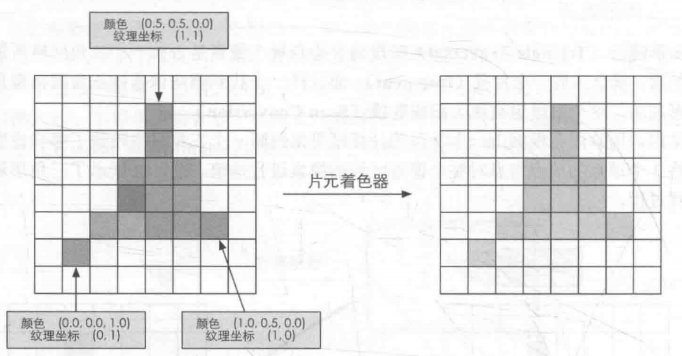 颜色 (0.5, 0.5, 0.0)
纹理坐标 (1, 1)
片元着色器
颜色 (0.0, 0.0, 1.0)
纹理坐标 (0, 1)
颜色 (1.0, 0.5, 0.0)
纹理坐标 (1, 0)